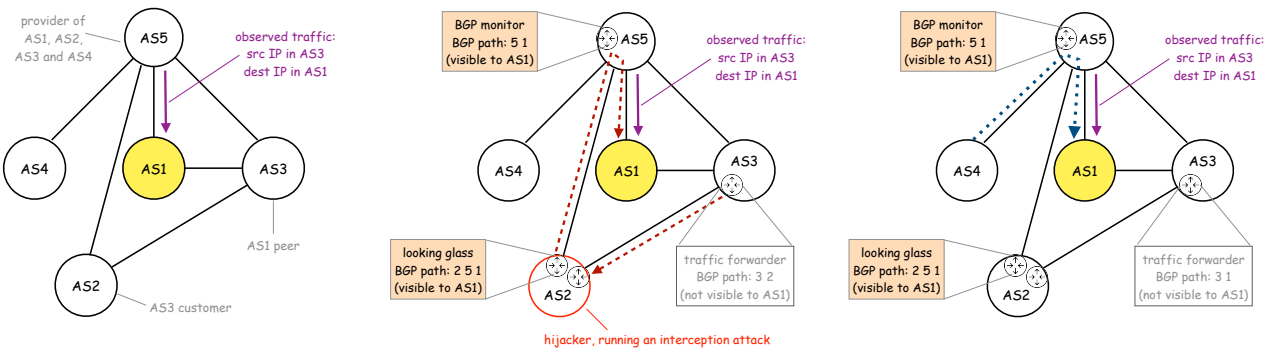 provider of
AS1, AS2,
AS3 and AS4
AS5
observed traffic:
src IP in AS3
dest IP in AS1
AS4
AS1
AS3
AS1 peer
AS2
AS3 customer
BGP monitor
BGP path: 5 1
(visible to AS1)
AS5
observed traffic:
src IP in AS3
dest IP in AS1
AS4
AS1
AS3
looking glass
BGP path: 2 5 1
(visible to AS1)
traffic forwarder
BGP path: 3 2
(not visible to AS1)
AS2
hijacker, running an interception attack
BGP monitor
BGP path: 5 1
(visible to AS1)
AS5
observed traffic:
src IP in AS3
dest IP in AS1
AS4
AS1
AS3
looking glass
BGP path: 2 5 1
(visible to AS1)
traffic forwarder
BGP path: 3 1
(not visible to AS1)
AS2